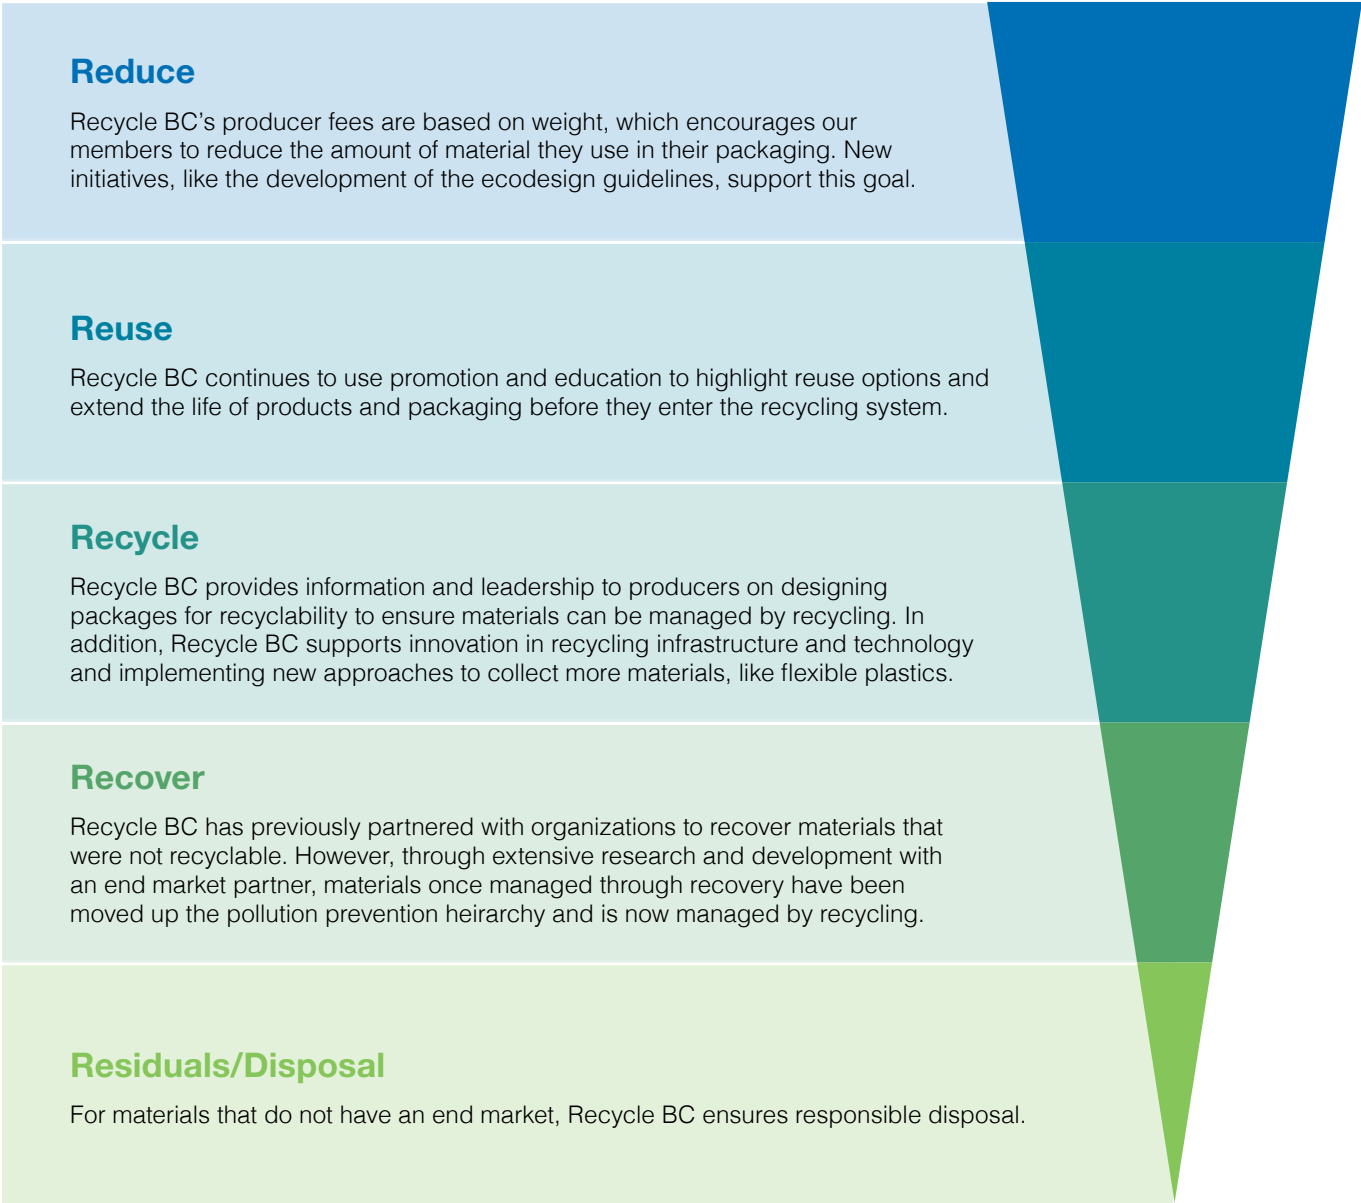 Reduce
Recycle BC’s producer fees are based on weight, which encourages our
members to reduce the amount of material they use in their packaging. New
initiatives, like the development of the ecodesign guidelines, support this goal.
Reuse
Recycle BC continues to use promotion and education to highlight reuse options and
extend the life of products and packaging before they enter the recycling system.
Recycle
Recycle BC provides information and leadership to producers on designing
packages for recyclability to ensure materials can be managed by recycling. In
addition, Recycle BC supports innovation in recycling infrastructure and technology
and implementing new approaches to collect more materials, like flexible plastics.
Recover
Recycle BC has previously partnered with organizations to recover materials that
were not recyclable. However, through extensive research and development with
an end market partner, materials once managed through recovery have been
moved up the pollution prevention heirarchy and is now managed by recycling.
Residuals/Disposal
For materials that do not have an end market, Recycle BC ensures responsible disposal.